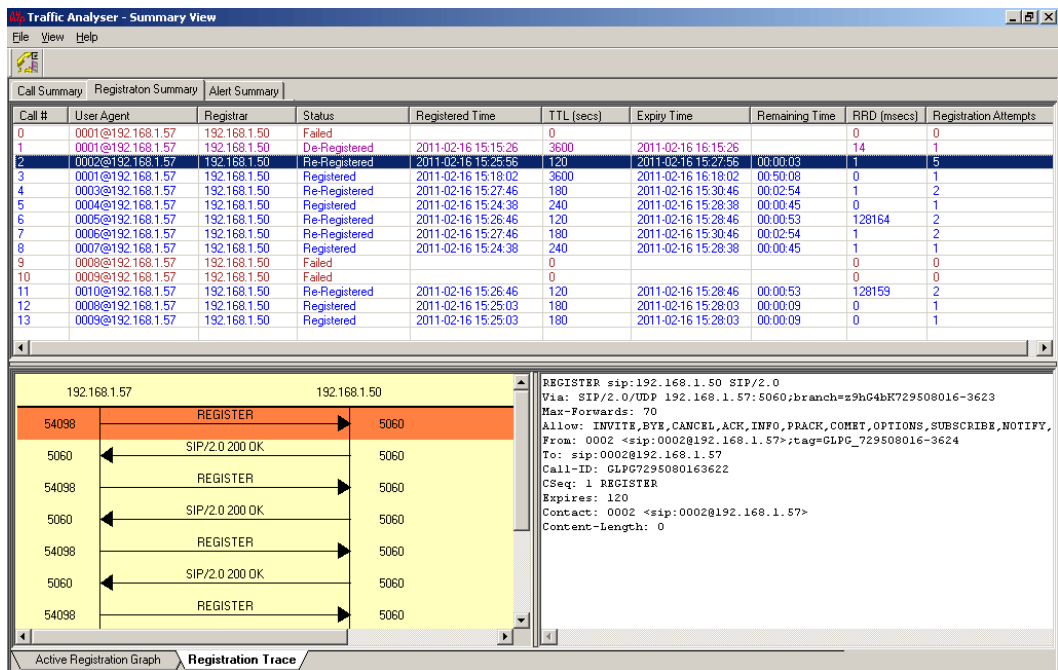 Traffic Analyser - Summary View
File View Help
Call Summary Registraton Summary Alert Summary
Call # User Agent Registrar Status Registered Time TTL (secs) Expiry Time Remaining Time RRD (msecs) Registration Attempts
0 0001@192.168.1.57 192.168.1.50 Failed 0 0 0
1 0001@192.168.1.57 192.168.1.50 De-Registered 2011-02-16 15:15:26 3600 2011-02-16 16:15:26 14 1
2 0002@192.168.1.57 192.168.1.50 Re-Registered 2011-02-16 15:25:56 120 2011-02-16 15:27:56 00:00:03 1 5
3 0001@192.168.1.57 192.168.1.50 Registered 2011-02-16 15:18:02 3600 2011-02-16 16:18:02 00:50:08 0 1
4 0003@192.168.1.57 192.168.1.50 Re-Registered 2011-02-16 15:27:46 180 2011-02-16 15:30:46 00:02:54 1 2
5 0004@192.168.1.57 192.168.1.50 Registered 2011-02-16 15:24:38 240 2011-02-16 15:28:38 00:00:45 0 1
6 0005@192.168.1.57 192.168.1.50 Re-Registered 2011-02-16 15:26:46 120 2011-02-16 15:28:46 00:00:53 128164 2
7 0006@192.168.1.57 192.168.1.50 Re-Registered 2011-02-16 15:27:46 180 2011-02-16 15:30:46 00:02:54 1 2
8 0007@192.168.1.57 192.168.1.50 Registered 2011-02-16 15:24:38 240 2011-02-16 15:28:38 00:00:45 1 1
9 0008@192.168.1.57 192.168.1.50 Failed 0 0 0
10 0009@192.168.1.57 192.168.1.50 Failed 0 0 0
11 0010@192.168.1.57 192.168.1.50 Re-Registered 2011-02-16 15:26:46 120 2011-02-16 15:28:46 00:00:53 128159 2
12 0008@192.168.1.57 192.168.1.50 Registered 2011-02-16 15:25:03 180 2011-02-16 15:28:03 00:00:09 0 1
13 0009@192.168.1.57 192.168.1.50 Registered 2011-02-16 15:25:03 180 2011-02-16 15:28:03 00:00:09 0 1
192.168.1.57 192.168.1.50
54098 REGISTER 5060
5060 SIP/2.0 200 OK 5060
54098 REGISTER 5060
5060 SIP/2.0 200 OK 5060
54098 REGISTER 5060
5060 SIP/2.0 200 OK 5060
54098 REGISTER 5060
REGISTER sip:192.168.1.50 SIP/2.0
Via: SIP/2.0/UDP 192.168.1.57:5060;branch=z9hG4bK729508016-3623
Max-Forwards: 70
Allow: INVITE,BYE,CANCEL,ACK,INFO,PRACK,COMET,OPTIONS,SUBSCRIBE,NOTIFY,
From: 0002 <sip:0002@192.168.1.57>;tag=GLPG_729508016-3624
To: sip:0002@192.168.1.57
Call-ID: GLPG7295080163622
CSeq: 1 REGISTER
Expires: 120
Contact: 0002 <sip:0002@192.168.1.57>
Content-Length: 0
Active Registration Graph Registration Trace